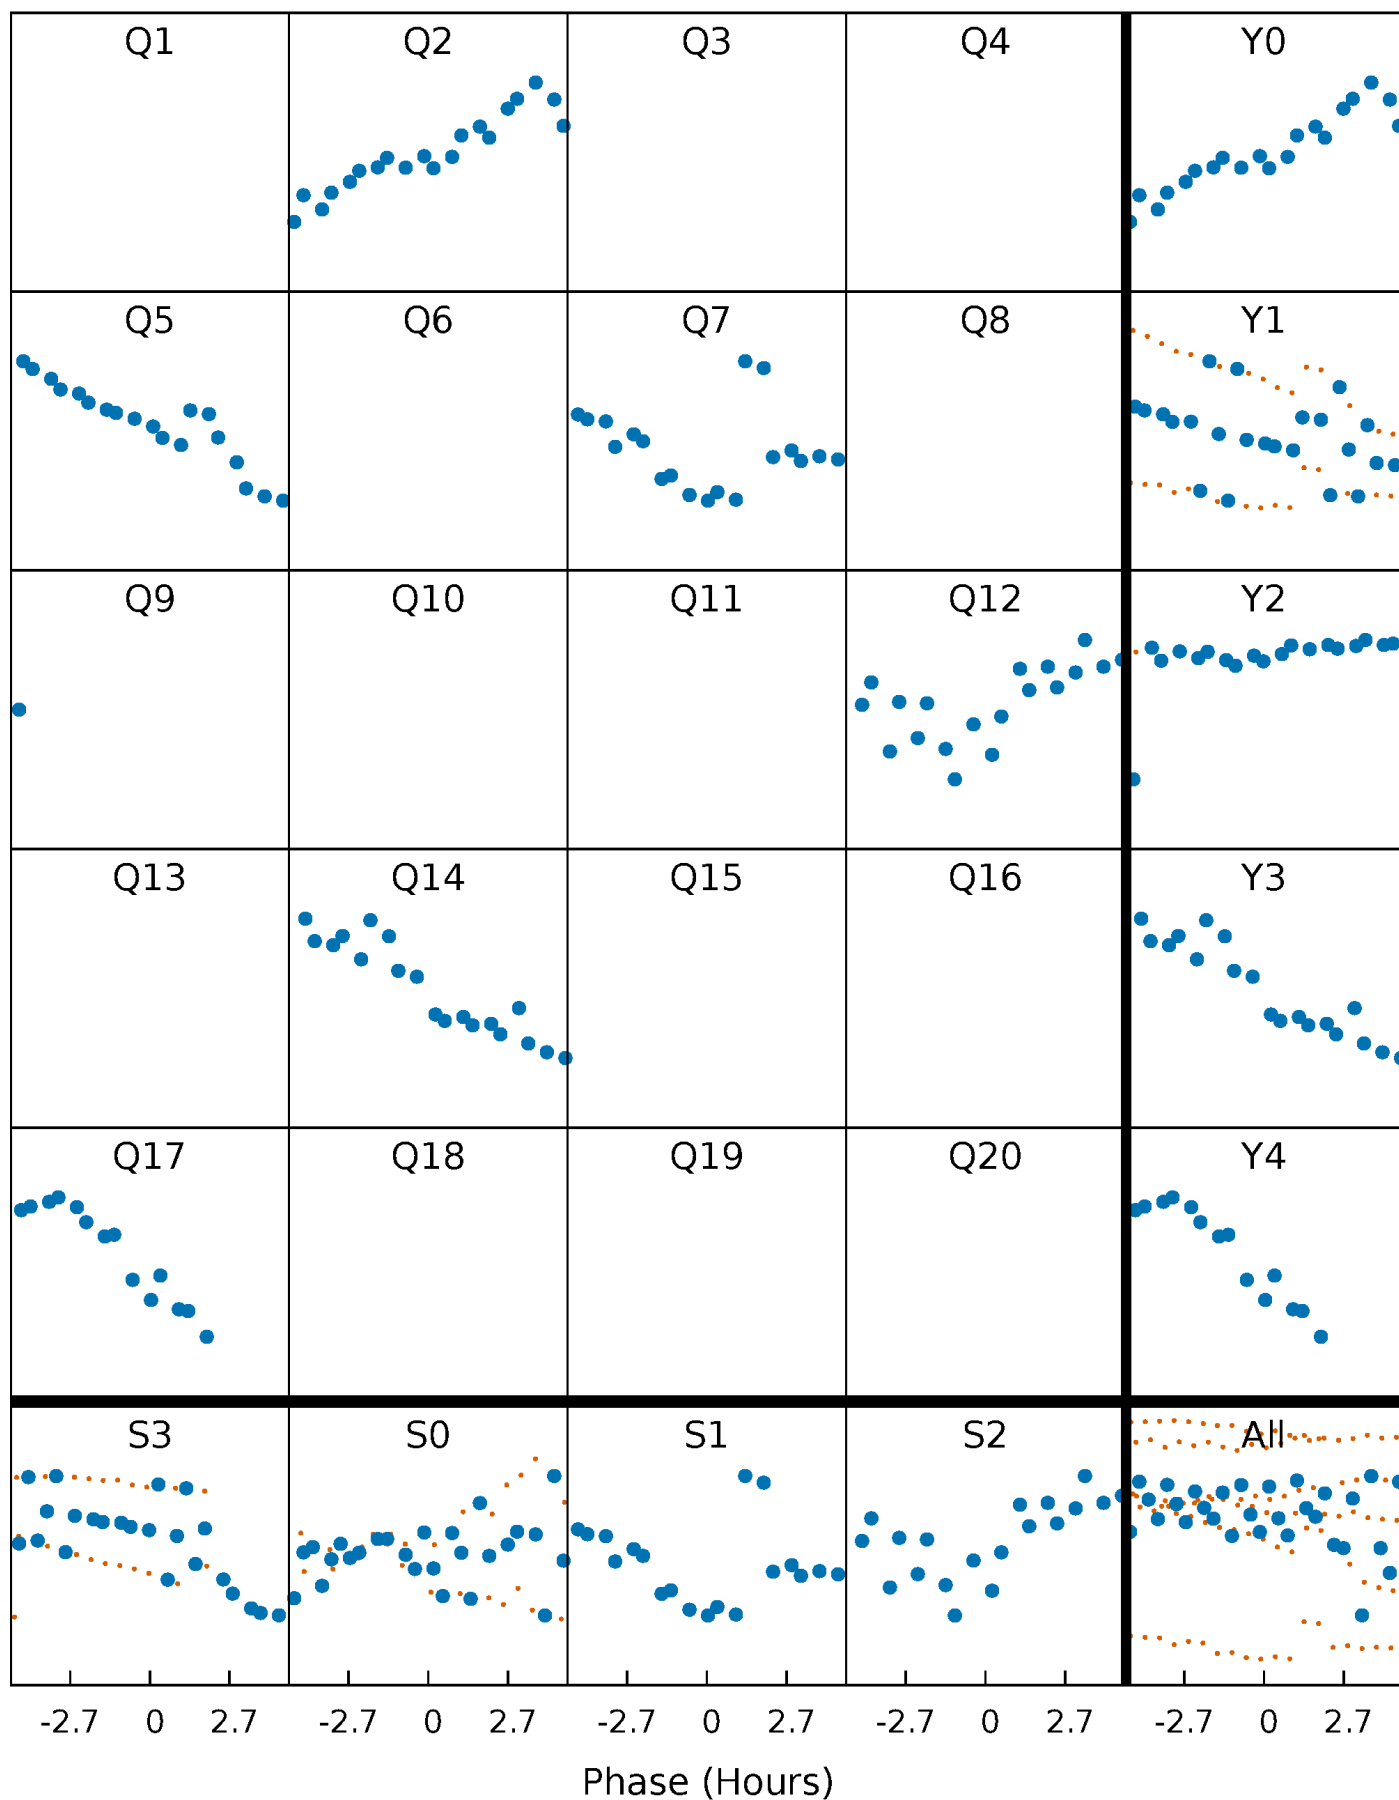 Q1 Q2 Q3 Q4 Y0
Q5 Q6 Q7 Q8 Y1
Q9 Q10 Q11 Q12 Y2
Q13 Q14 Q15 Q16 Y3
Q17 Q18 Q19 Q20 Y4
S3 S0 S1 S2 All
-2.7 0 2.7 -2.7 0 2.7 -2.7 0 2.7 -2.7 0 2.7 -2.7 0 2.7
Phase (Hours)